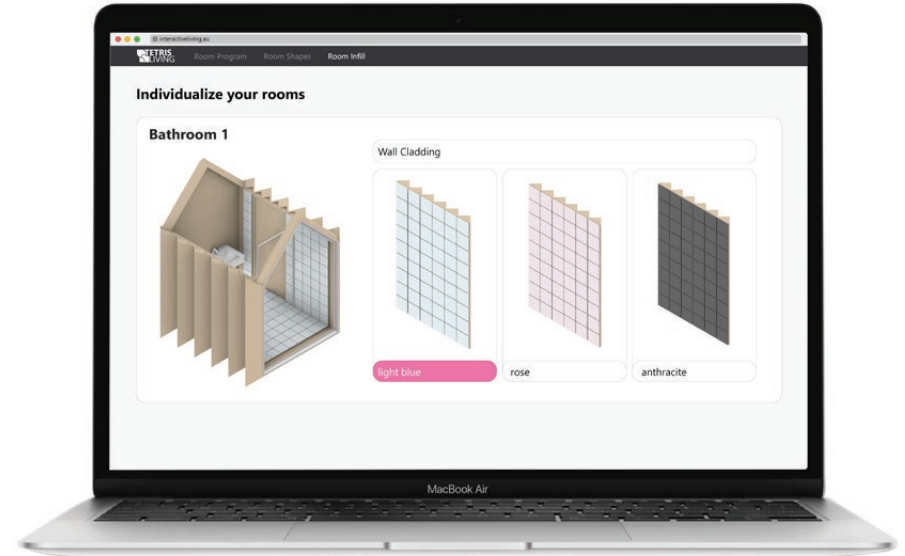 interactiveliving.au
TETRIS
LIVING
Room Program Room Shapes Room Infill
Individualize your rooms
Bathroom 1
Wall Cladding
light blue
rose
anthracite
MacBook Air